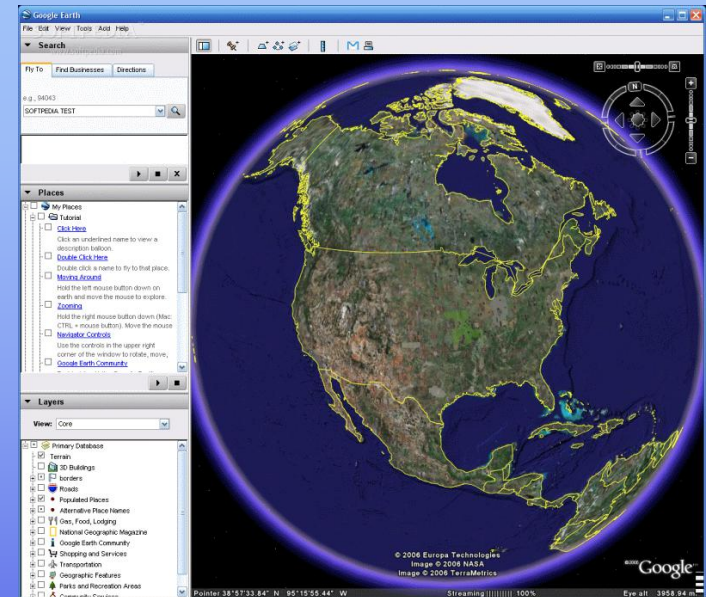 Google Earth
File Edit View Tools Add Help
Search
Fly To Find Businesses Directions
e.g., 94043
SOFTPEDIA TEST
Places
My Places
Tutorial
Click Here
Click an underlined name to view a
description balloon.
Double Click Here
Double click a name to fly to that place.
Moving Around
Hold the left mouse button down on
earth and move the mouse to explore.
Zooming
Hold the right mouse button down (Mac:
CTRL + mouse button). Move the mouse
Navigator Controls
Use the controls in the upper right
corner of the window to rotate, move,
Google Earth Community
Layers
View: Core
Primary Database
Terrain
3D Buildings
borders
Roads
Populated Places
Alternative Place Names
Gas, Food, Lodging
National Geographic Magazine
Google Earth Community
Shopping and Services
Transportation
Geographic Features
Parks and Recreation Areas
Community Services
N
© 2006 Europa Technologies
Image © 2006 NASA
Image © 2006 TerraMetrics
©2005 Google
Pointer 38°57'33.84" N 95°15'55.44" W Streaming |||||||||| 100% Eye alt 3958.94 m